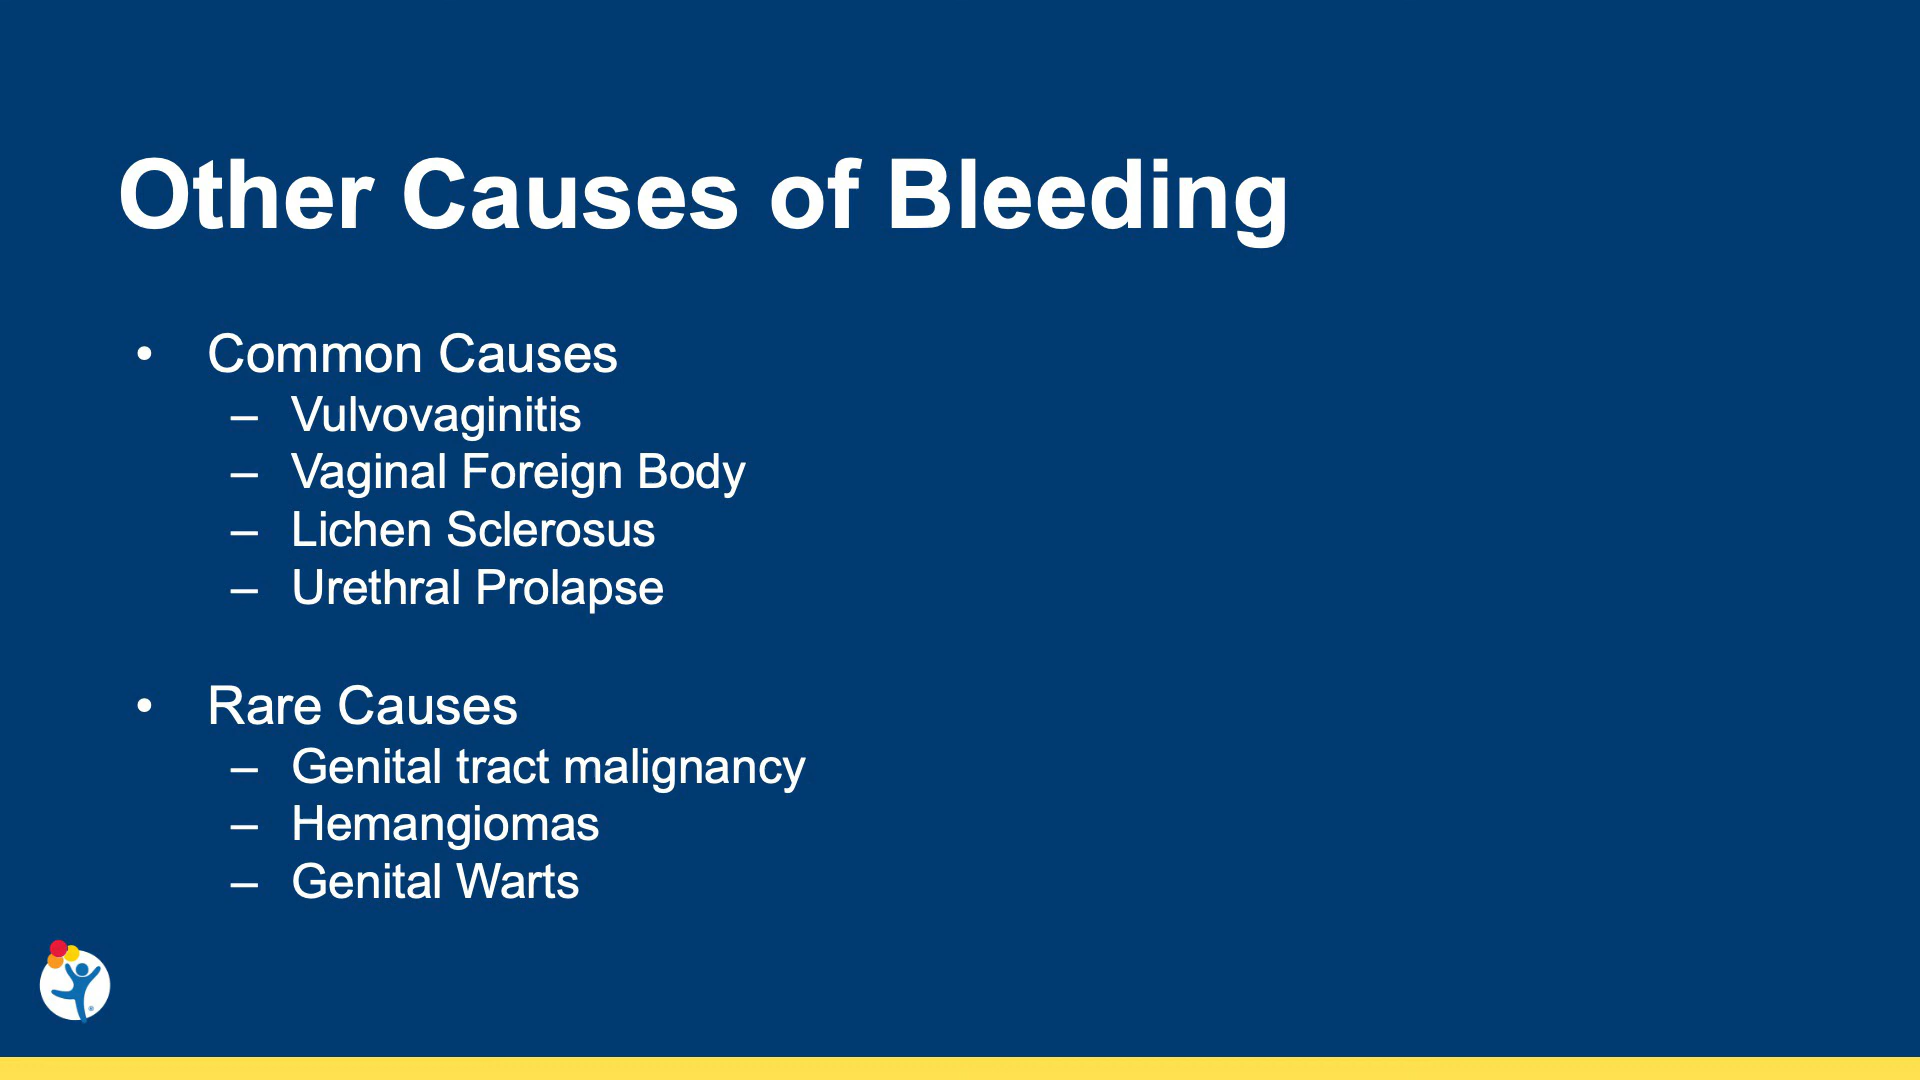 Other Causes of Bleeding
• Common Causes
– Vulvovaginitis
– Vaginal Foreign Body
– Lichen Sclerosus
– Urethral Prolapse
• Rare Causes
– Genital tract malignancy
– Hemangiomas
– Genital Warts